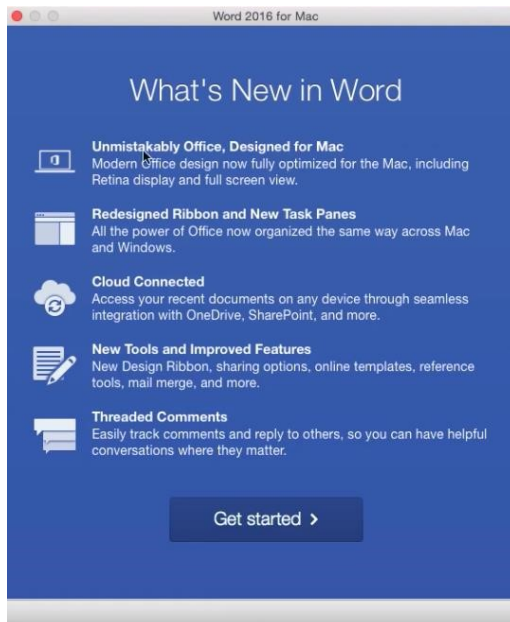 Word 2016 for Mac
What's New in Word
Unmistakably Office, Designed for Mac
Modern Office design now fully optimized for the Mac, including
Retina display and full screen view.
Redesigned Ribbon and New Task Panes
All the power of Office now organized the same way across Mac
and Windows.
Cloud Connected
Access your recent documents on any device through seamless
integration with OneDrive, SharePoint, and more.
New Tools and Improved Features
New Design Ribbon, sharing options, online templates, reference
tools, mail merge, and more.
Threaded Comments
Easily track comments and reply to others, so you can have helpful
conversations where they matter.
Get started >